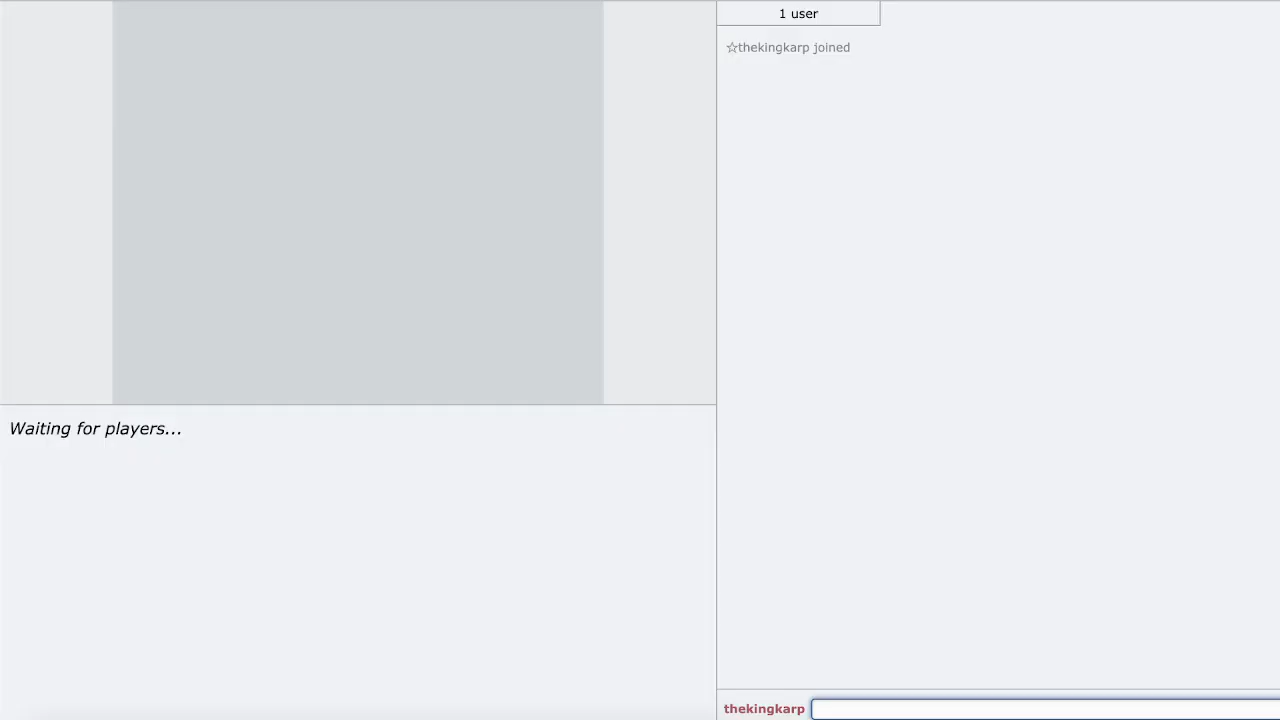 1 user
☆thekingkarp joined
Waiting for players...
thekingkarp